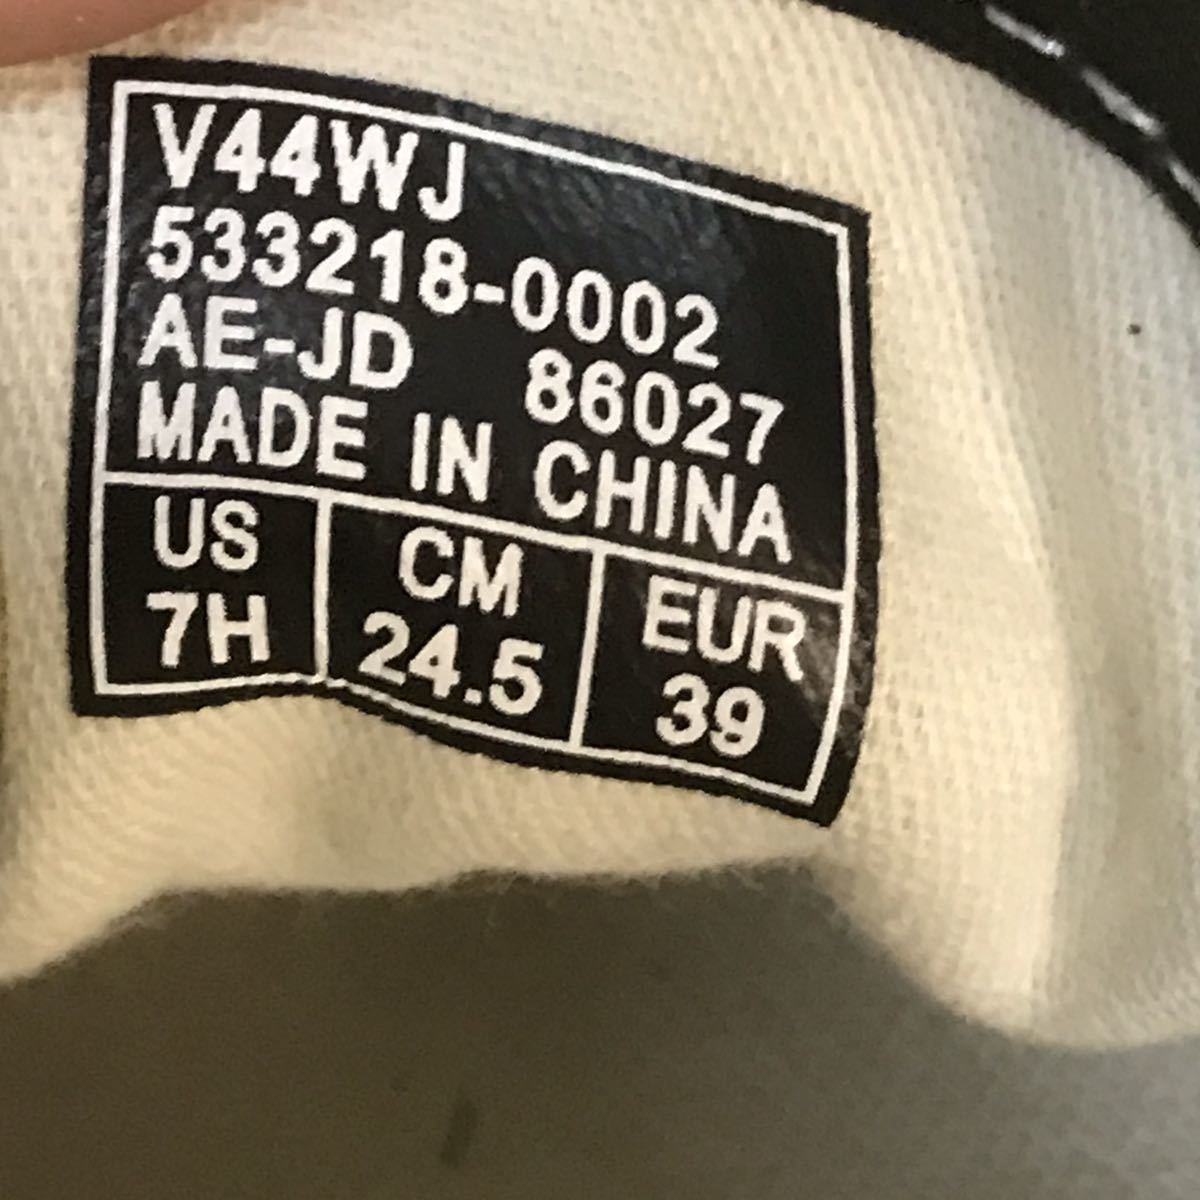 V44WJ
533218-0002
AE-JD 86027
MADE IN CHINA
US CM EUR
7H 24.5 39